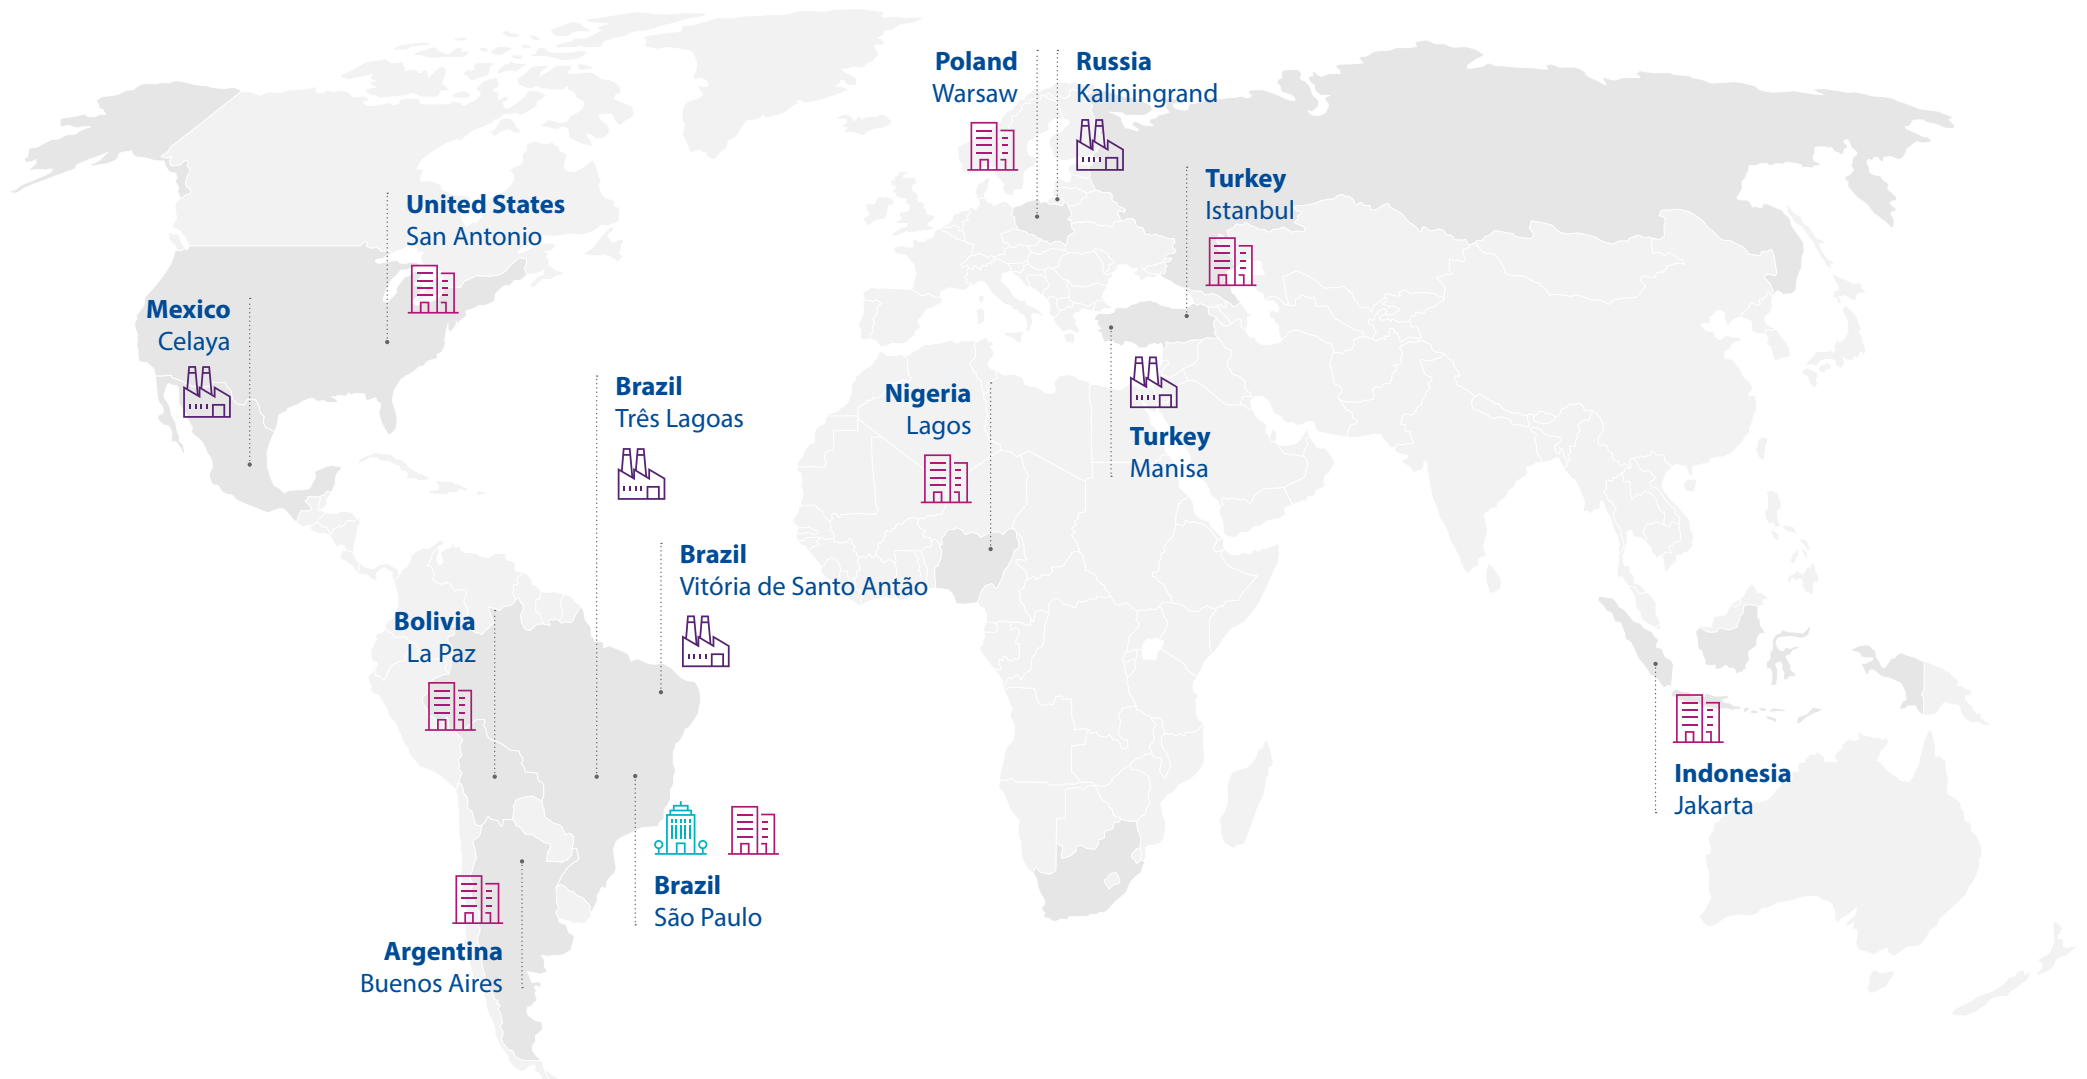 Poland
Warsaw
Russia
Kaliningrand
Turkey
Istanbul
United States
San Antonio
Mexico
Celaya
Brazil
Três Lagoas
Nigeria
Lagos
Turkey
Manisa
Brazil
Vitória de Santo Antão
Bolivia
La Paz
Indonesia
Jakarta
Brazil
São Paulo
Argentina
Buenos Aires